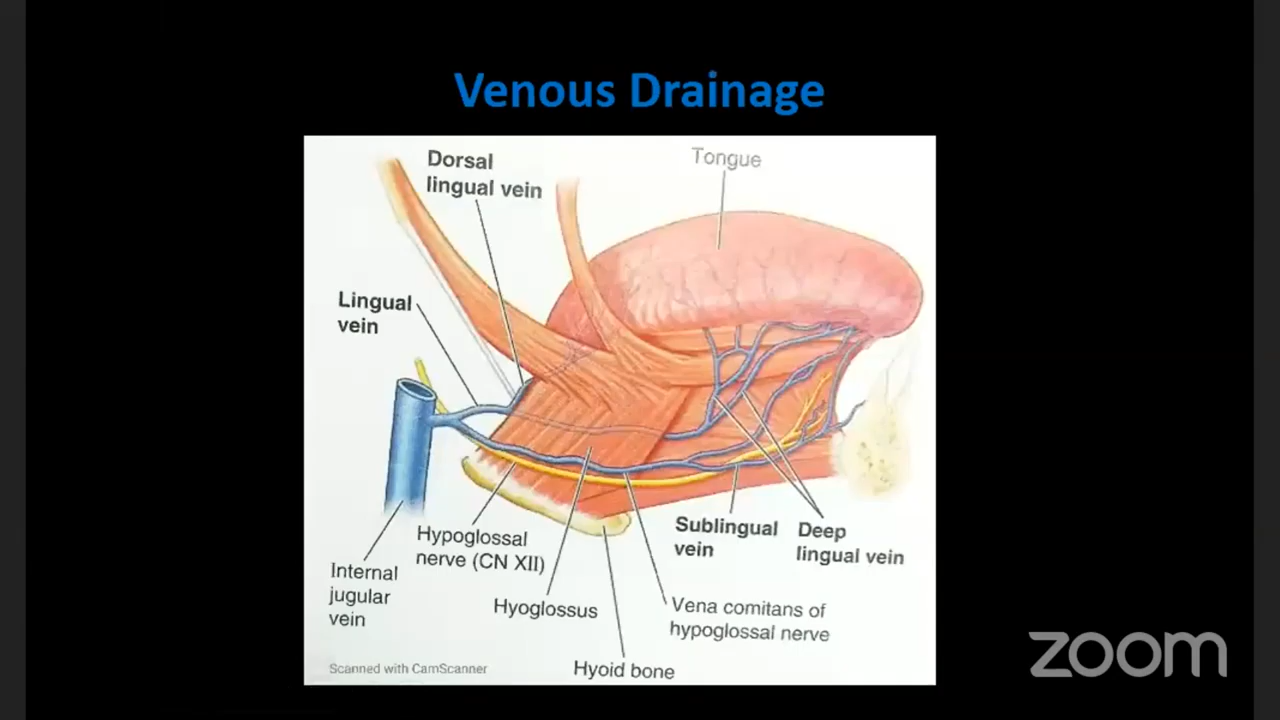 Venous Drainage
Dorsal
lingual vein
Tongue
Lingual
vein
Hypoglossal
nerve (CN XII)
Sublingual
vein
Deep
lingual vein
Internal
jugular
vein
Hyoglossus
Vena comitans of
hypoglossal nerve
Hyoid bone
Scanned with CamScanner
zoom